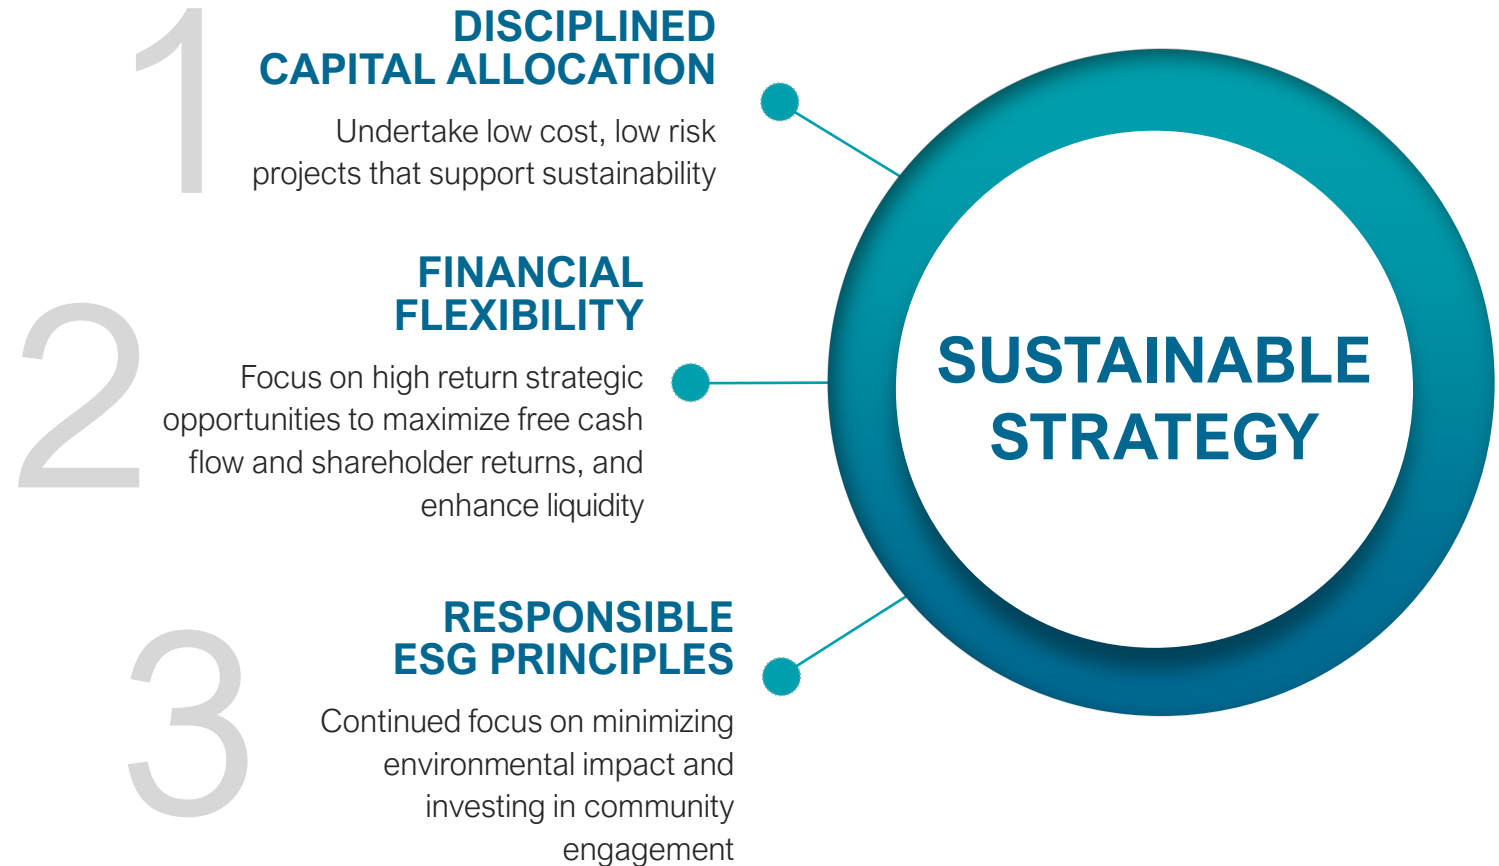 1
DISCIPLINED
CAPITAL ALLOCATION
Undertake low cost, low risk
projects that support sustainability
2
FINANCIAL
FLEXIBILITY
Focus on high return strategic
opportunities to maximize free cash
flow and shareholder returns, and
enhance liquidity
3
RESPONSIBLE
ESG PRINCIPLES
Continued focus on minimizing
environmental impact and
investing in community
engagement
SUSTAINABLE
STRATEGY